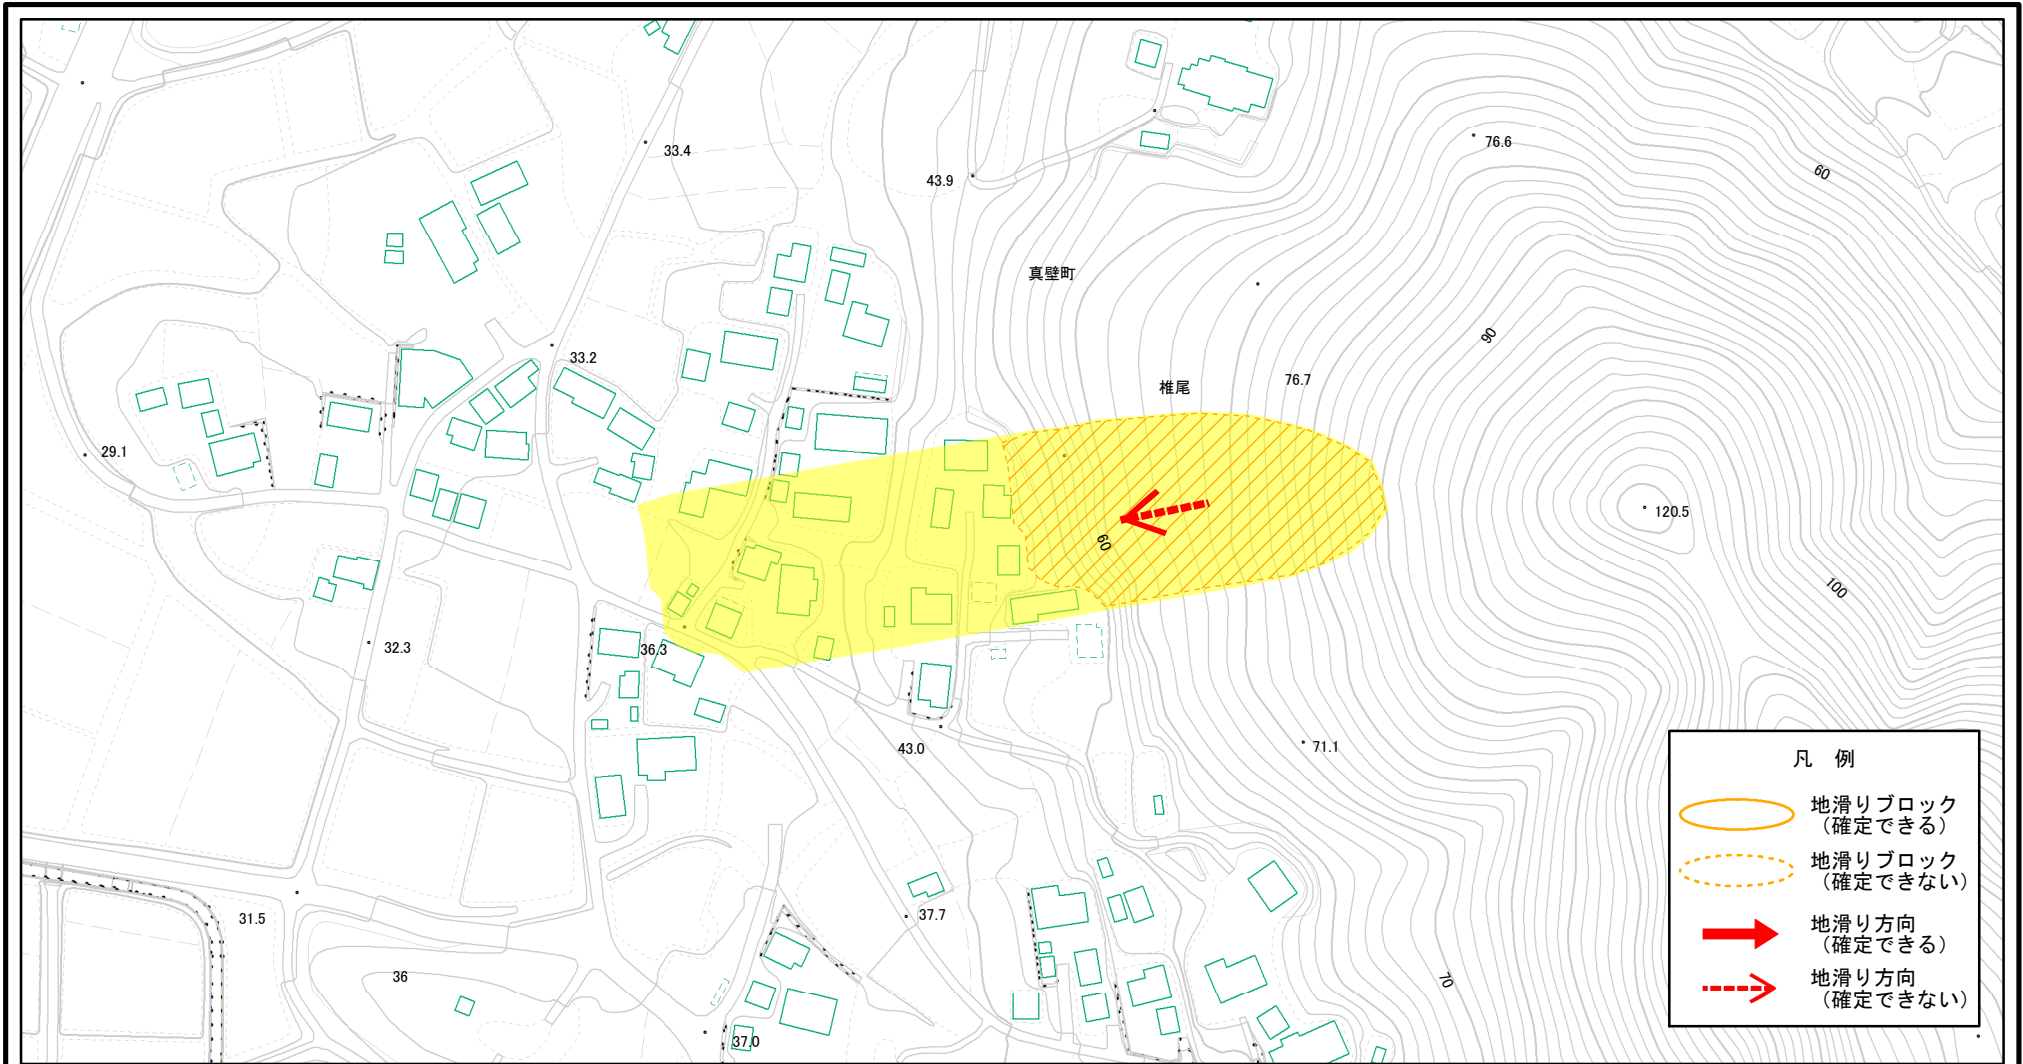 33.4
76.6
60
43.9
真壁町
90
33.2
76.7
椎尾
29.1
120.5
60
100
32.3
36.3
43.0
71.1
凡 例
地滑りブロック
（確定できる）
地滑りブロック
（確定できない）
地滑り方向
（確定できる）
地滑り方向
（確定できない）
31.5
37.7
36
70
37.0